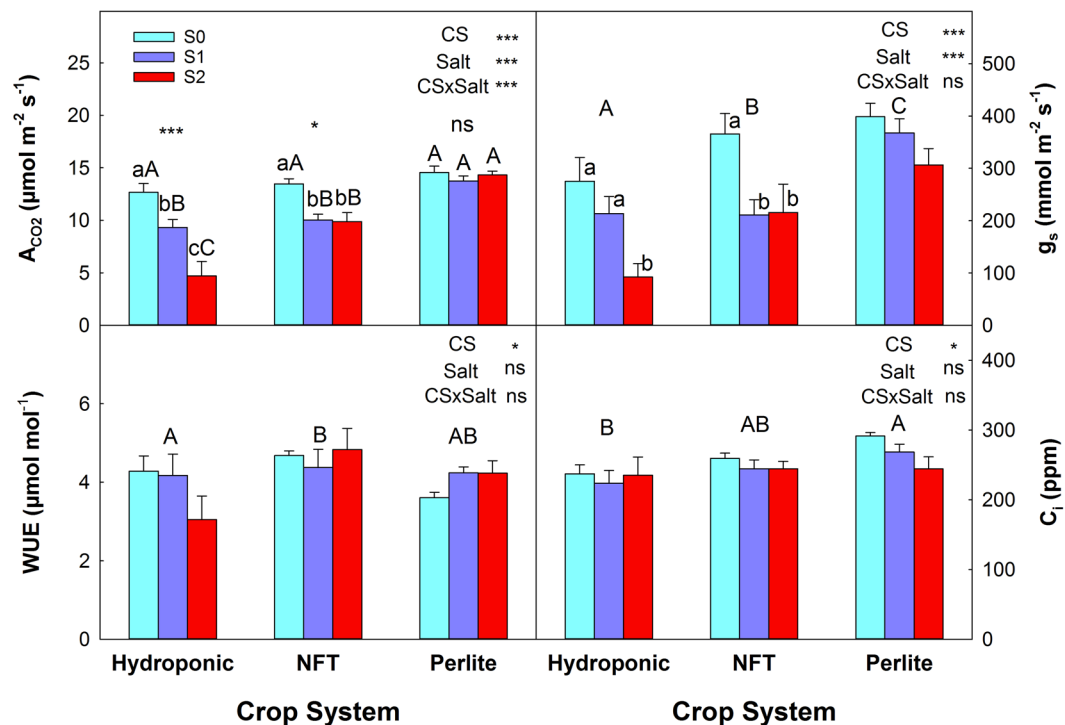 S0
S1
S2
CS ***
Salt ***
CSxSalt ***
25
20
15
10
5
0
A_CO2 (µmol m⁻² s⁻¹)
*** * ns
aA bB cC
aA bB bB
A A A
CS ***
Salt ***
CSxSalt ns
500
400
300
200
100
0
g_s (mmol m⁻² s⁻¹)
A B C
a a b
a b b
CS *
Salt ns
CSxSalt ns
6
4
2
0
WUE (µmol mol⁻¹)
A B AB
Hydroponic NFT Perlite
Crop System
CS *
Salt ns
CSxSalt ns
400
300
200
100
0
C_i (ppm)
B AB A
Hydroponic NFT Perlite
Crop System